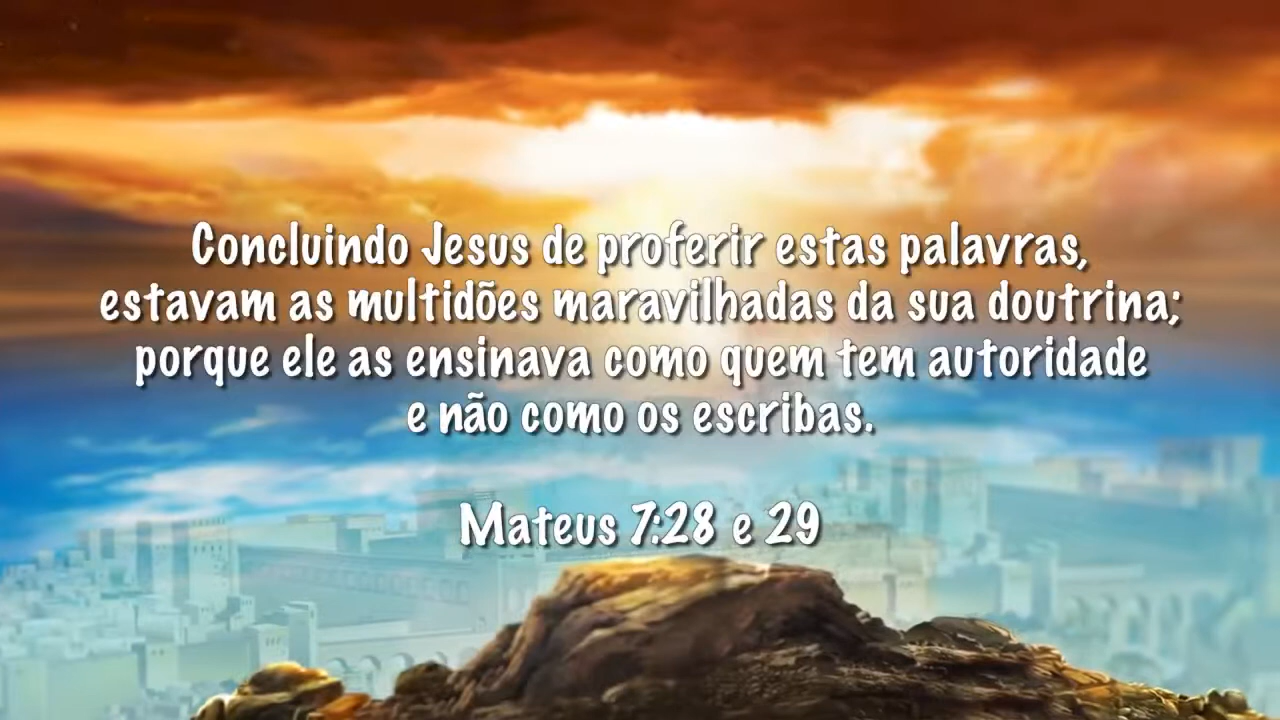 Concluindo Jesus de proferir estas palavras,
estavam as multidões maravilhadas da sua doutrina;
porque ele as ensinava como quem tem autoridade
e não como os escribas.
Mateus 7:28 e 29